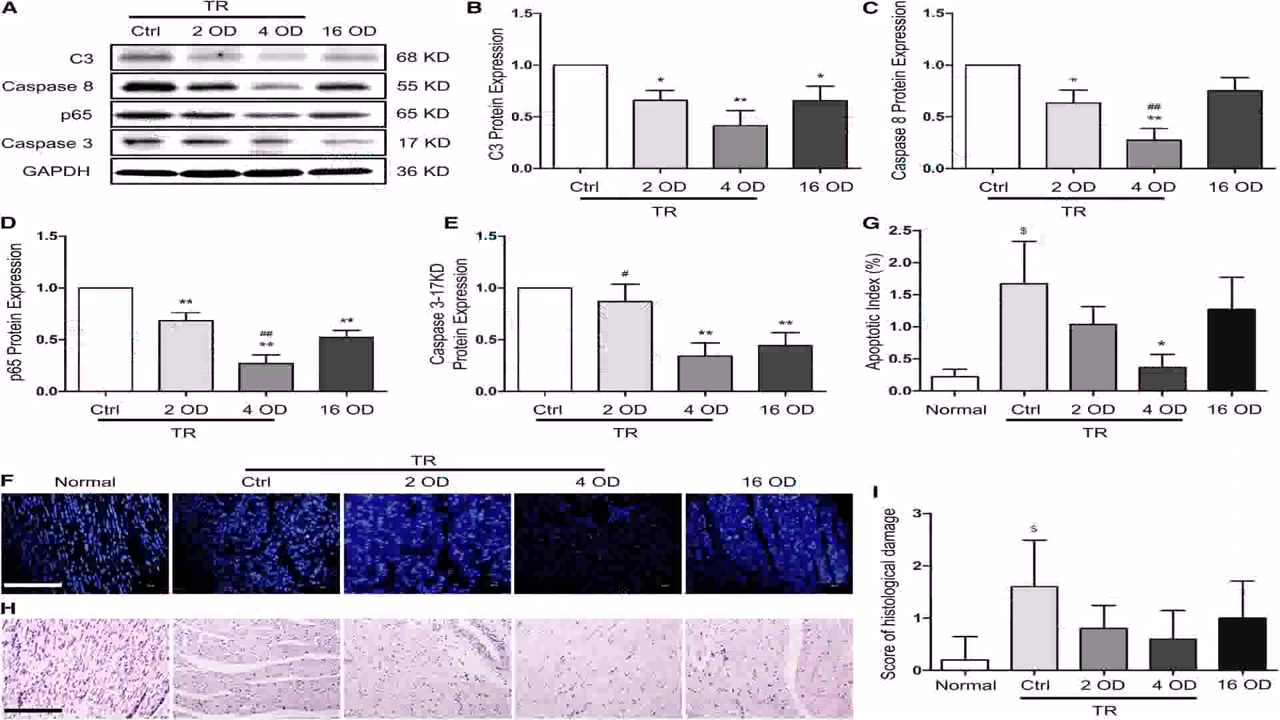 A
TR
Ctrl 2 OD 4 OD 16 OD
C3 68 KD
Caspase 8 55 KD
p65 65 KD
Caspase 3 17 KD
GAPDH 36 KD
B
C3 Protein Expression
1.5
1.0
0.5
0.0
*
**
*
Ctrl 2 OD 4 OD 16 OD
TR
C
Caspase 8 Protein Expression
1.5
1.0
0.5
0.0
*
##
**
Ctrl 2 OD 4 OD 16 OD
TR
D
p65 Protein Expression
1.5
1.0
0.5
0.0
**
##
**
**
Ctrl 2 OD 4 OD 16 OD
TR
E
Caspase 3-17KD
Protein Expression
1.5
1.0
0.5
0.0
#
**
**
Ctrl 2 OD 4 OD 16 OD
TR
G
Apoptotic Index (%)
2.5
2.0
1.5
1.0
0.5
0.0
$
*
Normal Ctrl 2 OD 4 OD 16 OD
TR
F
TR
Normal Ctrl 2 OD 4 OD 16 OD
H
I
Score of histological damage
3
2
1
0
$
Normal Ctrl 2 OD 4 OD 16 OD
TR